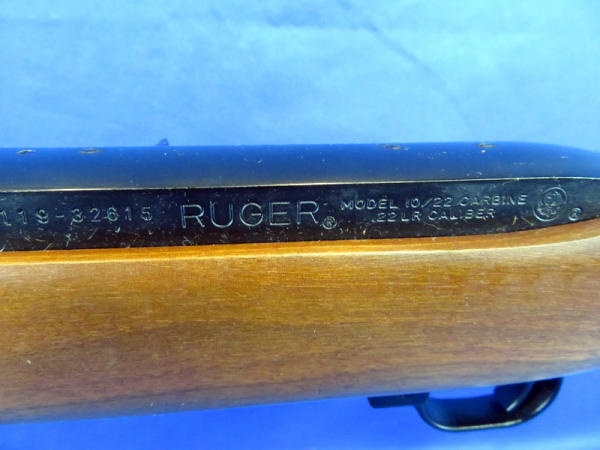 119-32615 RUGER® MODEL 10/22 CARBINE
.22 LR CALIBER
®